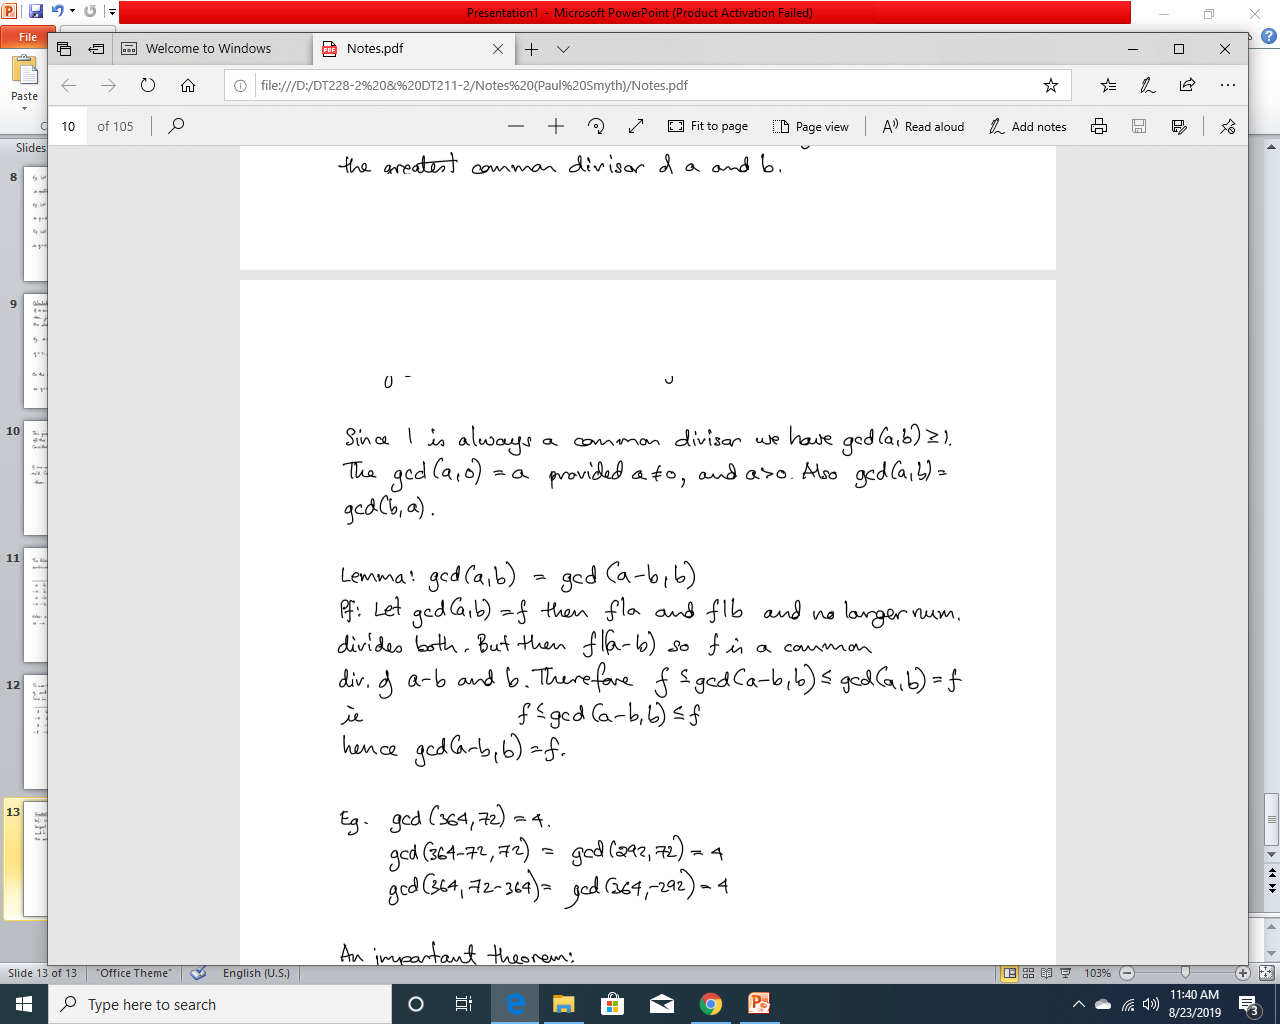 Presentation1 - Microsoft PowerPoint (Product Activation Failed)
File
Welcome to Windows
Notes.pdf
Paste
file:///D:/DT228-2%20&%20DT211-2/Notes%20(Paul%20Smyth)/Notes.pdf
10 of 105
Fit to page
Page view
Read aloud
Add notes
Slides
8
9
10
11
12
13
the greatest common divisor of a and b.
Since 1 is always a common divisor we have gcd(a,b) ≥ 1.
The gcd(a,0) = a provided a≠0, and a>0. Also gcd(a,b) =
gcd(b,a).
Lemma: gcd(a,b) = gcd(a-b,b)
Pf: Let gcd(a,b) = f then f|a and f|b and no larger num.
divides both. But then f|(a-b) so f is a common
div. of a-b and b. Therefore f ≤ gcd(a-b,b) ≤ gcd(a,b) = f
ie f ≤ gcd(a-b,b) ≤ f
hence gcd(a-b,b) = f.
Eg. gcd(364,72) = 4.
gcd(364-72,72) = gcd(292,72) = 4
gcd(364,72-364) = gcd(364,-292) = 4
An important theorem:
Slide 13 of 13
"Office Theme"
English (U.S.)
103%
Type here to search
11:40 AM
8/23/2019
3